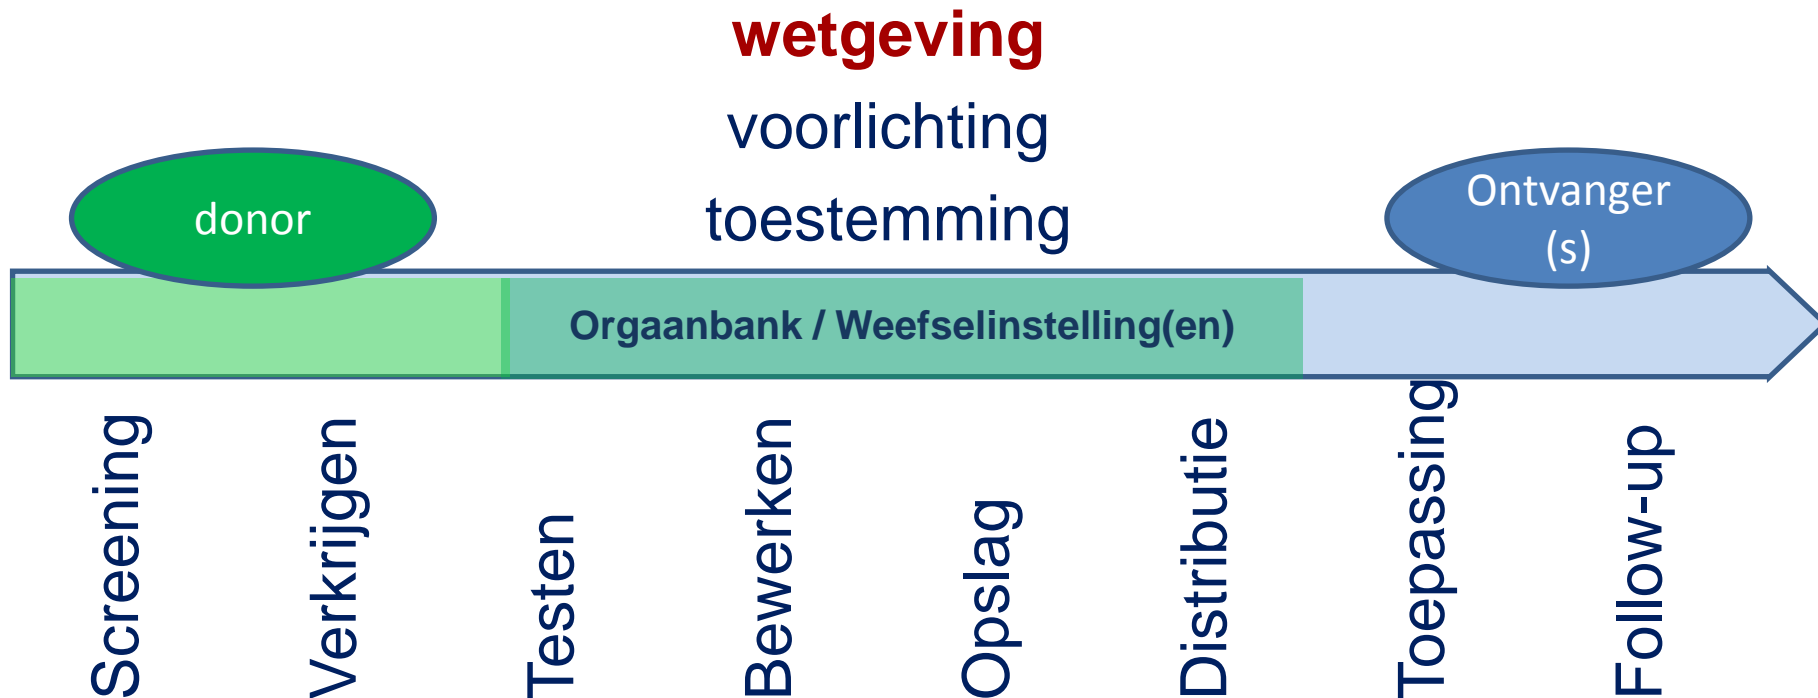 wetgeving
voorlichting
toestemming
donor
Ontvanger
(s)
Orgaanbank / Weefselinstelling(en)
Screening
Verkrijgen
Testen
Bewerken
Opslag
Distributie
Toepassing
Follow-up